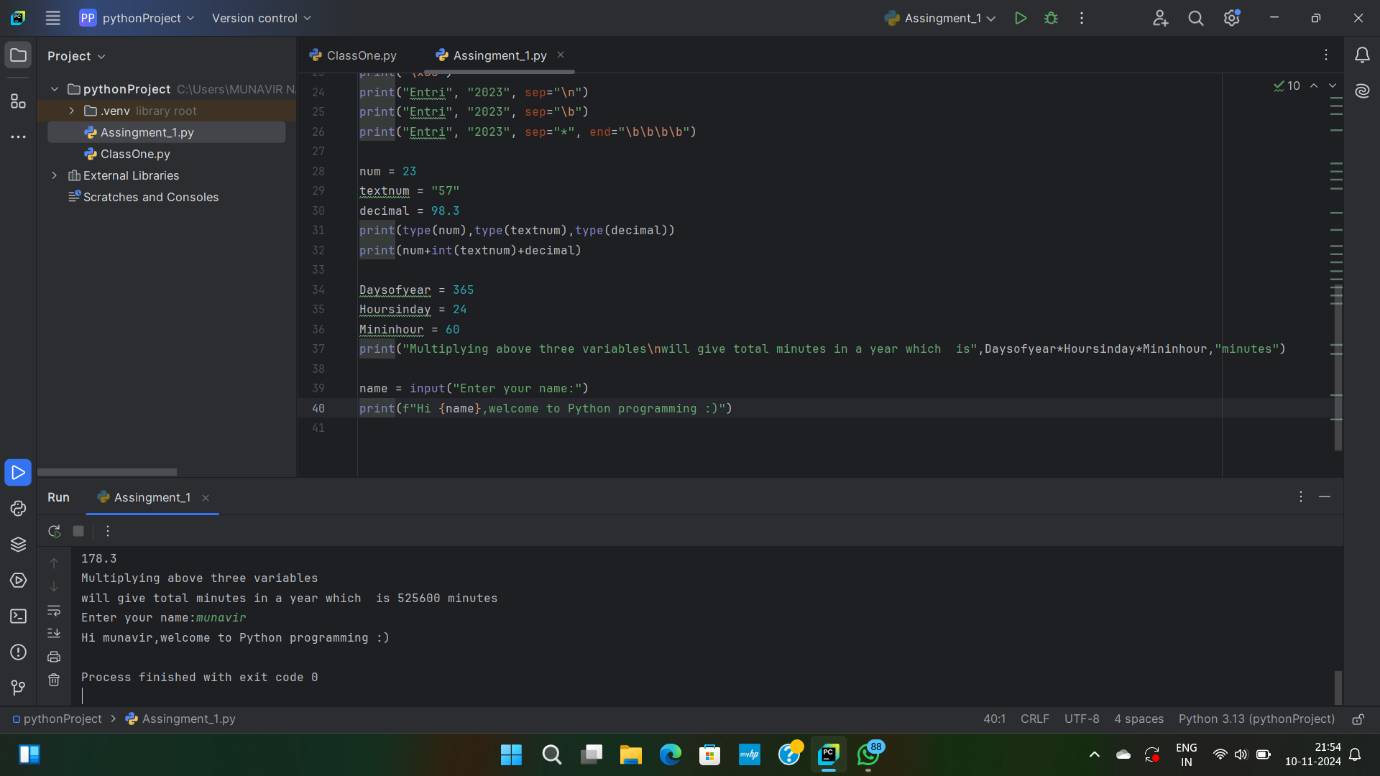 PP pythonProject Version control Assingment_1
Project
ClassOne.py Assingment_1.py
pythonProject C:\Users\MUNAVIR N
.venv library root
Assingment_1.py
ClassOne.py
External Libraries
Scratches and Consoles
10
24 print("Entri", "2023", sep="\n")
25 print("Entri", "2023", sep="\b")
26 print("Entri", "2023", sep="*", end="\b\b\b\b")
27
28 num = 23
29 textnum = "57"
30 decimal = 98.3
31 print(type(num),type(textnum),type(decimal))
32 print(num+int(textnum)+decimal)
33
34 Daysofyear = 365
35 Hoursinday = 24
36 Mininhour = 60
37 print("Multiplying above three variables\nwill give total minutes in a year which  is",Daysofyear*Hoursinday*Mininhour,"minutes")
38
39 name = input("Enter your name:")
40 print(f"Hi {name},welcome to Python programming :)")
41
Run Assingment_1
178.3
Multiplying above three variables
will give total minutes in a year which  is 525600 minutes
Enter your name:munavir
Hi munavir,welcome to Python programming :)
Process finished with exit code 0
pythonProject > Assingment_1.py 40:1 CRLF UTF-8 4 spaces Python 3.13 (pythonProject)
PC
myhp
88
ENG
IN
21:54
10-11-2024